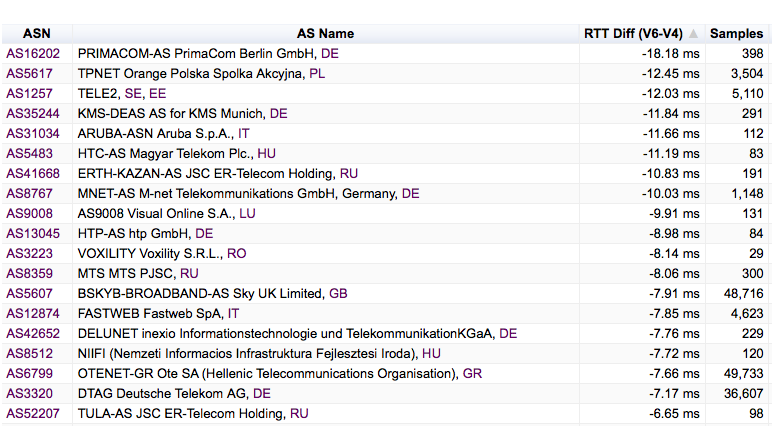 ASN AS Name RTT Diff (V6-V4) ▲ Samples
AS16202 PRIMACOM-AS PrimaCom Berlin GmbH, DE -18.18 ms 398
AS5617 TPNET Orange Polska Spolka Akcyjna, PL -12.45 ms 3,504
AS1257 TELE2, SE, EE -12.03 ms 5,110
AS35244 KMS-DEAS AS for KMS Munich, DE -11.84 ms 291
AS31034 ARUBA-ASN Aruba S.p.A., IT -11.66 ms 112
AS5483 HTC-AS Magyar Telekom Plc., HU -11.19 ms 83
AS41668 ERTH-KAZAN-AS JSC ER-Telecom Holding, RU -10.83 ms 191
AS8767 MNET-AS M-net Telekommunikations GmbH, Germany, DE -10.03 ms 1,148
AS9008 AS9008 Visual Online S.A., LU -9.91 ms 131
AS13045 HTP-AS htp GmbH, DE -8.98 ms 84
AS3223 VOXILITY Voxility S.R.L., RO -8.14 ms 29
AS8359 MTS MTS PJSC, RU -8.06 ms 300
AS5607 BSKYB-BROADBAND-AS Sky UK Limited, GB -7.91 ms 48,716
AS12874 FASTWEB Fastweb SpA, IT -7.85 ms 4,623
AS42652 DELUNET inexio Informationstechnologie und TelekommunikationKGaA, DE -7.76 ms 229
AS8512 NIIFI (Nemzeti Informacios Infrastruktura Fejlesztesi Iroda), HU -7.72 ms 120
AS6799 OTENET-GR Ote SA (Hellenic Telecommunications Organisation), GR -7.66 ms 49,733
AS3320 DTAG Deutsche Telekom AG, DE -7.17 ms 36,607
AS52207 TULA-AS JSC ER-Telecom Holding, RU -6.65 ms 98